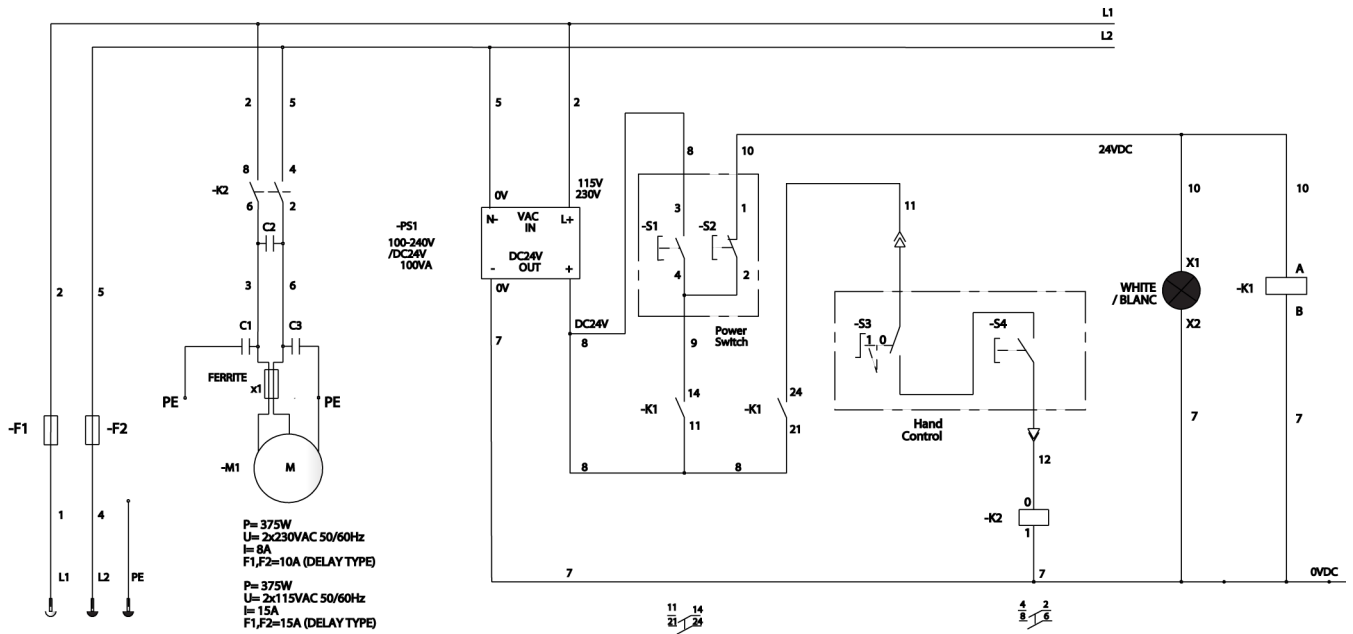 L1
L2
2
5
5
2
8
10
24VDC
8
4
-K2
6
2
C2
0V
115V
230V
N-
VAC
IN
L+
-PS1
100-240V
/DC24V
100VA
-
DC24V
OUT
+
0V
3
1
-S1
-S2
4
2
11
10
10
X1
WHITE
/ BLANC
X2
A
-K1
B
2
5
3
6
C1
C3
7
DC24V
8
Power
Switch
9
-S3
1
0
-S4
FERRITE
x1
PE
PE
-F1
-F2
-K1
14
11
-K1
24
21
Hand
Control
7
7
-M1
M
8
8
12
1
4
P= 375W
U= 2x230VAC 50/60Hz
I= 8A
F1,F2=10A (DELAY TYPE)
0
-K2
1
L1
L2
PE
7
7
0VDC
P= 375W
U= 2x115VAC 50/60Hz
I= 15A
F1,F2=15A (DELAY TYPE)
11 14
21 24
4 2
8 6